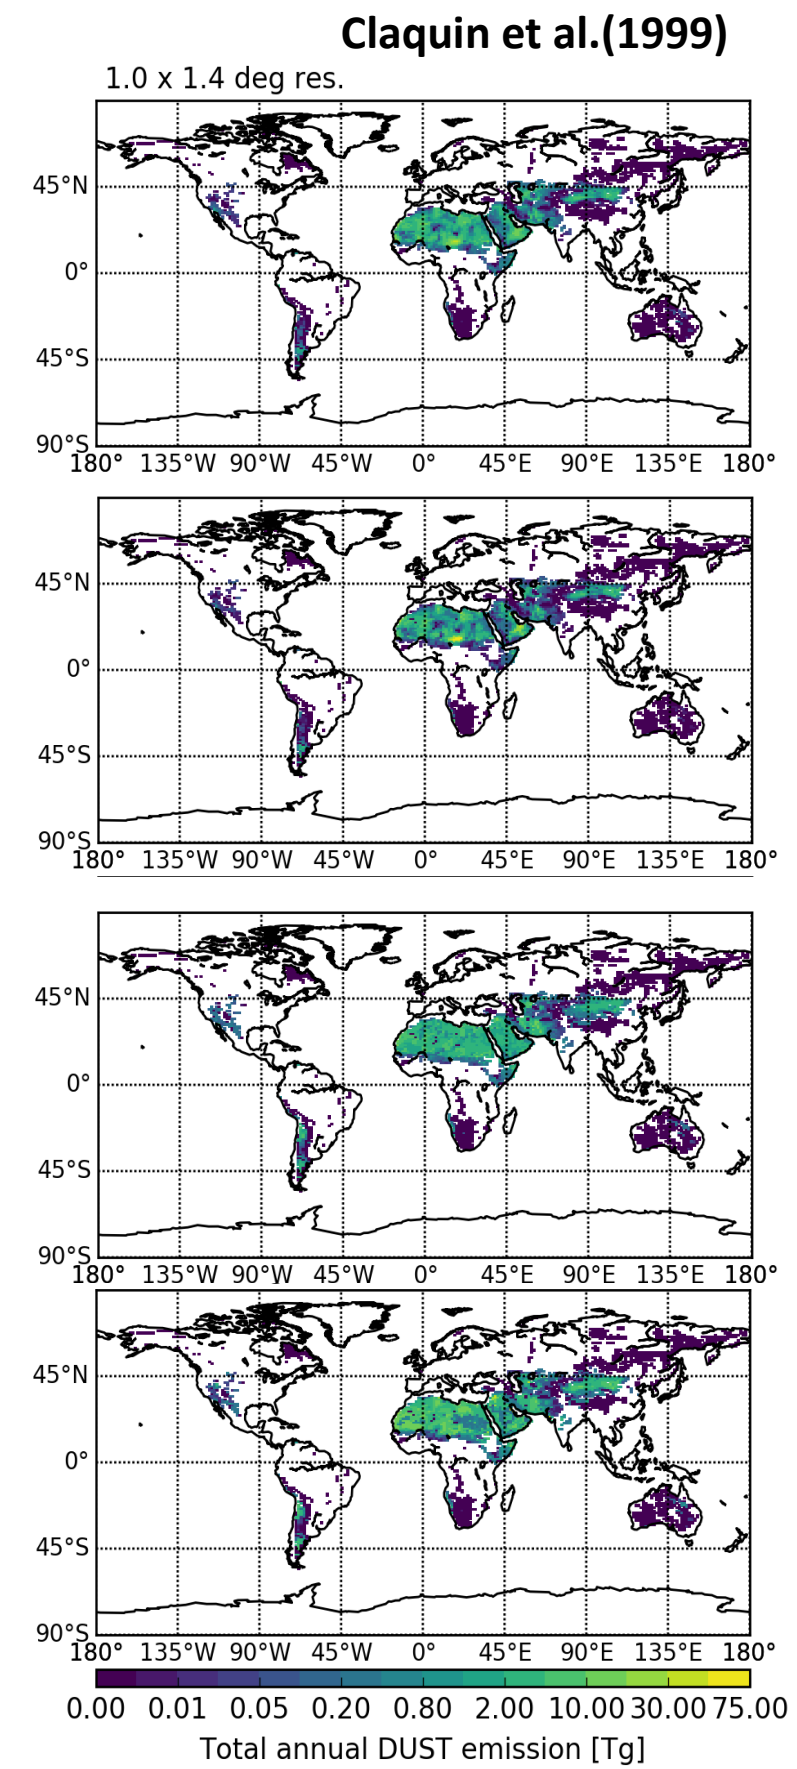 Claquin et al.(1999)
1.0 x 1.4 deg res.
45°N
0°
45°S
90°S
180° 135°W 90°W 45°W 0° 45°E 90°E 135°E 180°
45°N
0°
45°S
90°S
180° 135°W 90°W 45°W 0° 45°E 90°E 135°E 180°
45°N
0°
45°S
90°S
180° 135°W 90°W 45°W 0° 45°E 90°E 135°E 180°
45°N
0°
45°S
90°S
180° 135°W 90°W 45°W 0° 45°E 90°E 135°E 180°
0.00 0.01 0.05 0.20 0.80 2.00 10.00 30.00 75.00
Total annual DUST emission [Tg]